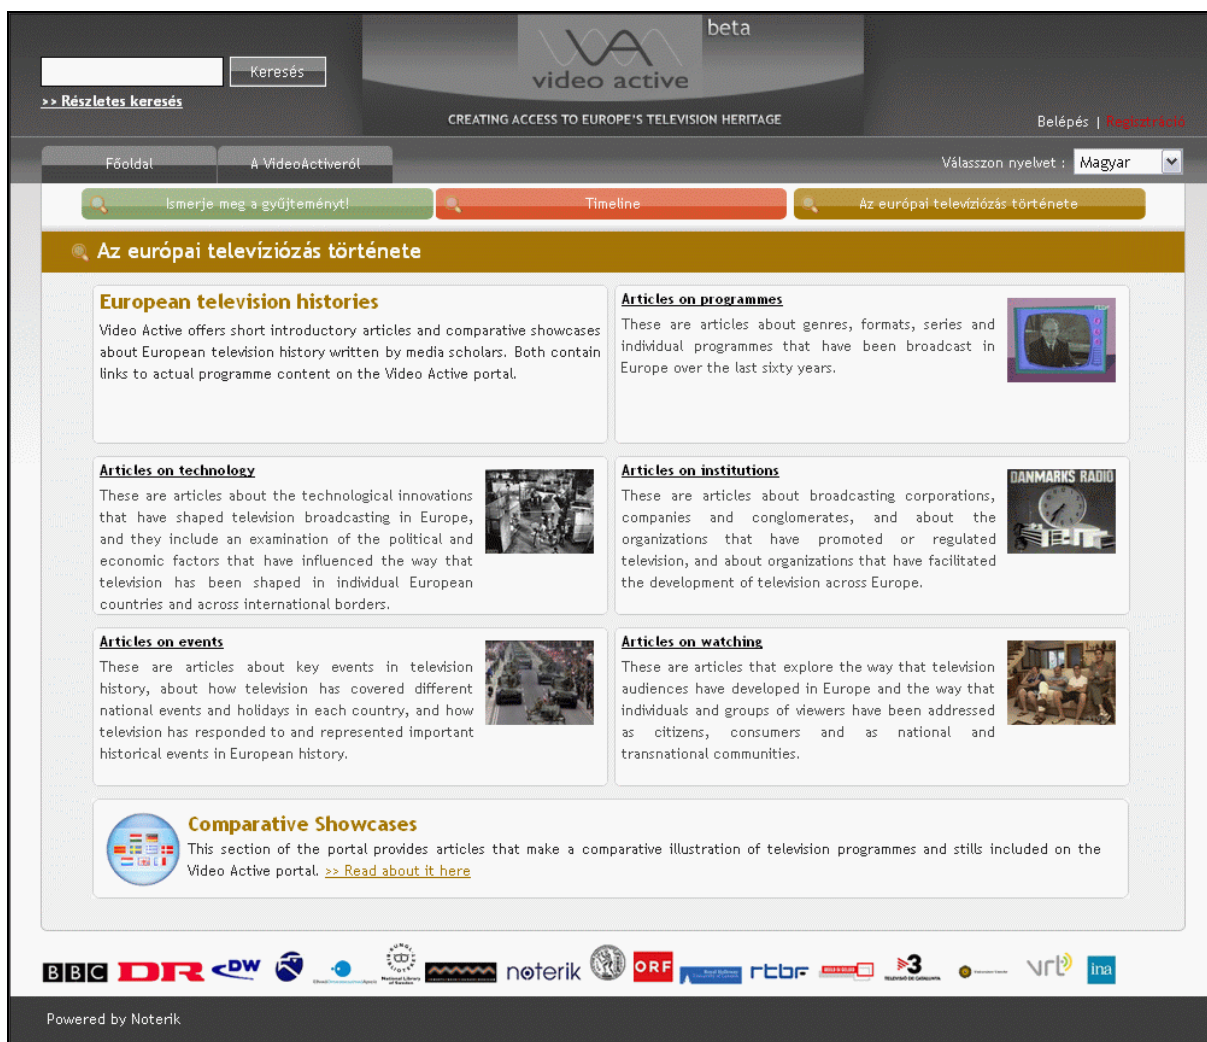 beta
video active
CREATING ACCESS TO EUROPE'S TELEVISION HERITAGE
Keresés
>> Részletes keresés
Belépés | Regisztráció
Főoldal
A VideoActiveról
Válasszon nyelvet :
Magyar
Ismerje meg a gyűjteményt!
Timeline
Az európai televíziózás története
Az európai televíziózás története
European television histories
Video Active offers short introductory articles and comparative showcases
about European television history written by media scholars. Both contain
links to actual programme content on the Video Active portal.
Articles on programmes
These are articles about genres, formats, series and
individual programmes that have been broadcast in
Europe over the last sixty years.
Articles on technology
These are articles about the technological innovations
that have shaped television broadcasting in Europe,
and they include an examination of the political and
economic factors that have influenced the way that
television has been shaped in individual European
countries and across international borders.
Articles on institutions
These are articles about broadcasting corporations,
companies and conglomerates, and about the
organizations that have promoted or regulated
television, and about organizations that have facilitated
the development of television across Europe.
DANMARKS RADIO
Articles on events
These are articles about key events in television
history, about how television has covered different
national events and holidays in each country, and how
television has responded to and represented important
historical events in European history.
Articles on watching
These are articles that explore the way that television
audiences have developed in Europe and the way that
individuals and groups of viewers have been addressed
as citizens, consumers and as national and
transnational communities.
Comparative Showcases
This section of the portal provides articles that make a comparative illustration of television programmes and stills included on the
Video Active portal. >> Read about it here
BBC
DR
DW
National Library
of Sweden
noterik
ORF
Royal Holloway
rtbf
3
TELEVISIÓ DE CATALUNYA
vrt
ina
Powered by Noterik